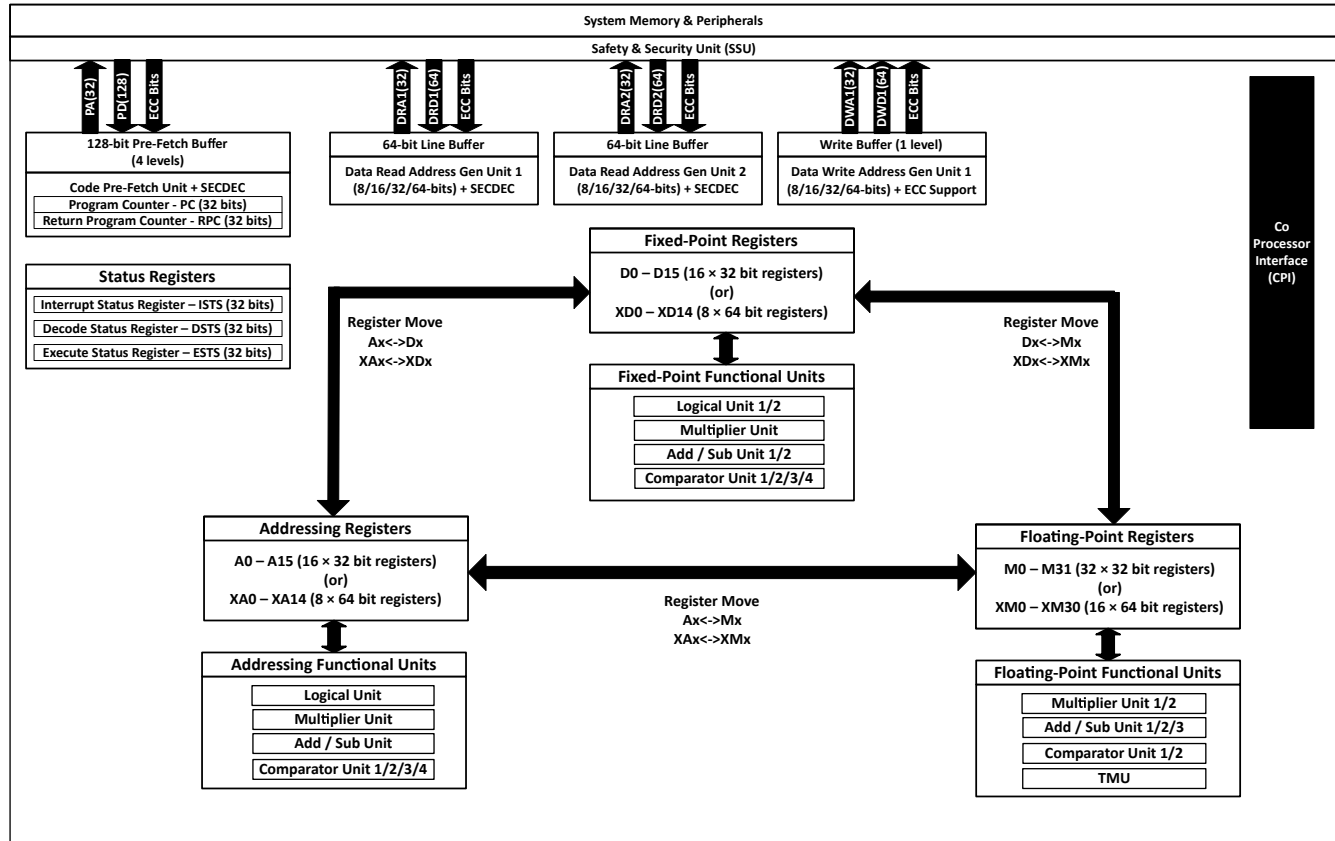 System Memory & Peripherals
Safety & Security Unit (SSU)
PA(32)
PD(128)
ECC Bits
DRA1(32)
DRD1(64)
ECC Bits
DRA2(32)
DRD2(64)
ECC Bits
DWA1(32)
DWD1(64)
ECC Bits
128-bit Pre-Fetch Buffer
(4 levels)
Code Pre-Fetch Unit + SECDEC
Program Counter - PC (32 bits)
Return Program Counter - RPC (32 bits)
64-bit Line Buffer
Data Read Address Gen Unit 1
(8/16/32/64-bits) + SECDEC
64-bit Line Buffer
Data Read Address Gen Unit 2
(8/16/32/64-bits) + SECDEC
Write Buffer (1 level)
Data Write Address Gen Unit 1
(8/16/32/64-bits) + ECC Support
Co
Processor
Interface
(CPI)
Status Registers
Interrupt Status Register – ISTS (32 bits)
Decode Status Register – DSTS (32 bits)
Execute Status Register – ESTS (32 bits)
Fixed-Point Registers
D0 – D15 (16 × 32 bit registers)
(or)
XD0 – XD14 (8 × 64 bit registers)
Register Move
Ax<->Dx
XAx<->XDx
Register Move
Dx<->Mx
XDx<->XMx
Fixed-Point Functional Units
Logical Unit 1/2
Multiplier Unit
Add / Sub Unit 1/2
Comparator Unit 1/2/3/4
Addressing Registers
A0 – A15 (16 × 32 bit registers)
(or)
XA0 – XA14 (8 × 64 bit registers)
Register Move
Ax<->Mx
XAx<->XMx
Floating-Point Registers
M0 – M31 (32 × 32 bit registers)
(or)
XM0 – XM30 (16 × 64 bit registers)
Addressing Functional Units
Logical Unit
Multiplier Unit
Add / Sub Unit
Comparator Unit 1/2/3/4
Floating-Point Functional Units
Multiplier Unit 1/2
Add / Sub Unit 1/2/3
Comparator Unit 1/2
TMU